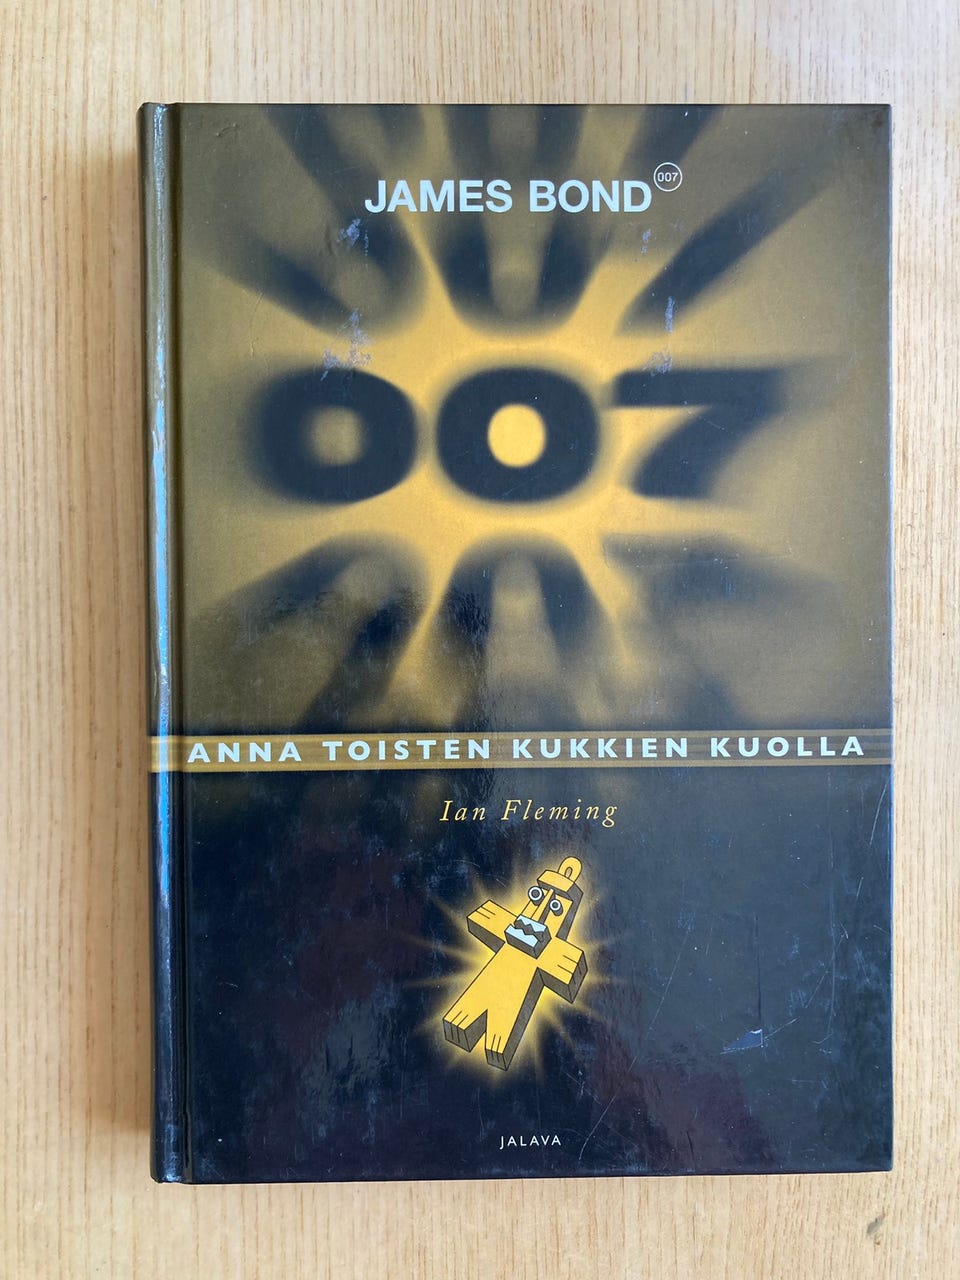 JAMES BOND 007
007
ANNA TOISTEN KUKKIEN KUOLLA
Ian Fleming
JALAVA